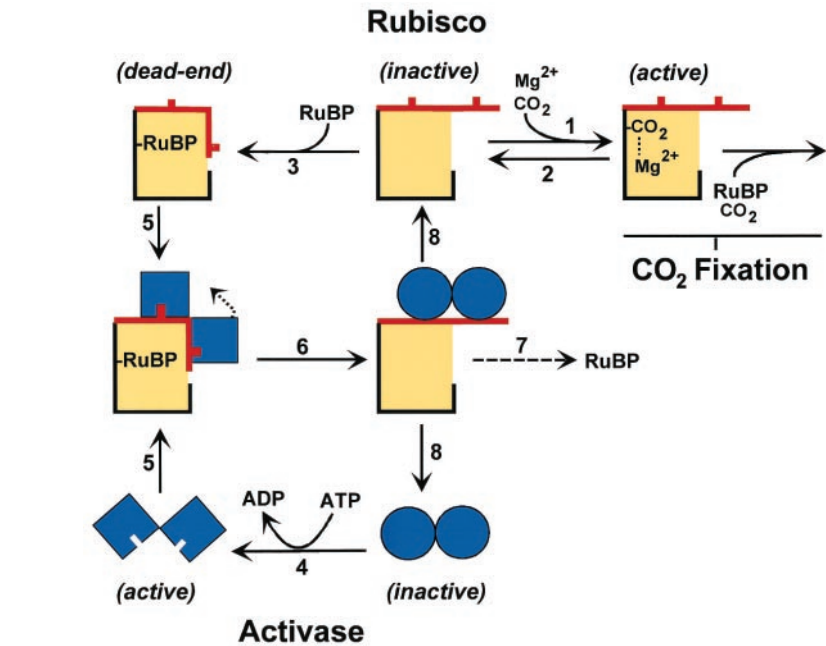 Rubisco
(dead-end)
(inactive)
(active)
Mg2+
CO2
RuBP
1
-RuBP
3
2
-CO2
Mg2+
RuBP
CO2
5
8
CO2 Fixation
-RuBP
6
7
RuBP
5
8
ADP
ATP
4
(active)
(inactive)
Activase